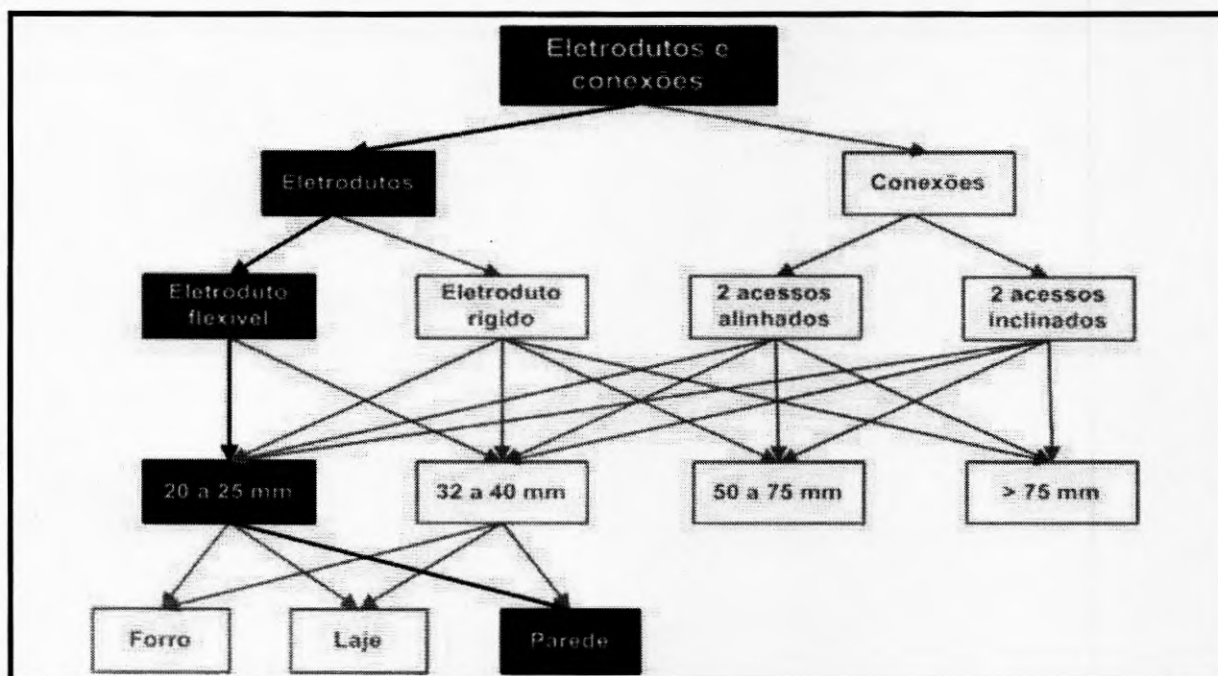 Eletrodutos e
conexões
Eletrodutos
Conexões
Eletroduto
flexível
Eletroduto
rígido
2 acessos
alinhados
2 acessos
inclinados
20 a 25 mm
32 a 40 mm
50 a 75 mm
> 75 mm
Forro
Laje
Parede